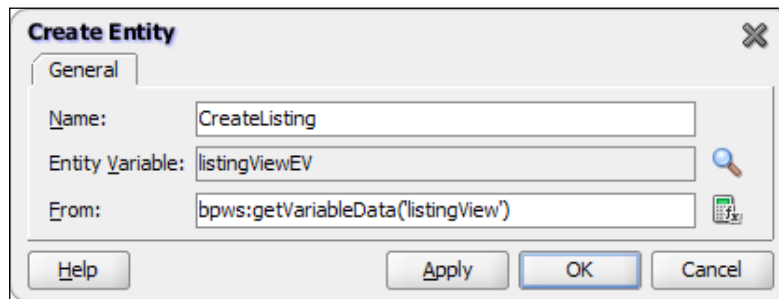 Create Entity
General
Name: CreateListing
Entity Variable: listingViewEV
From: bpws:getVariableData('listingView')
Help Apply OK Cancel